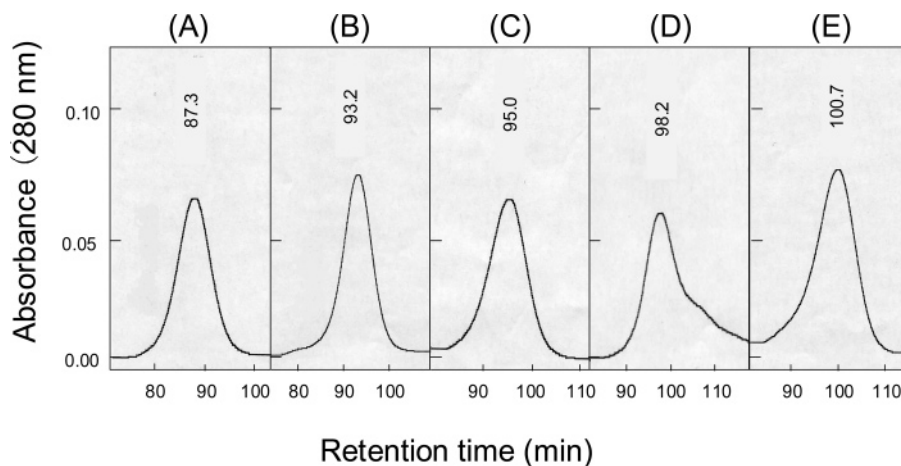 (A) (B) (C) (D) (E)
87.3 93.2 95.0 98.2 100.7
Absorbance (280 nm)
0.10
0.05
0.00
80 90 100 80 90 100 90 100 110 90 100 110 90 100 110
Retention time (min)